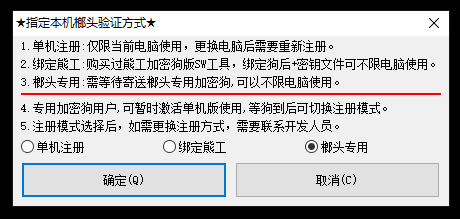 ★指定本机榔头验证方式★
1.单机注册:仅限当前电脑使用，更换电脑后需要重新注册。
2.绑定能工:购买过能工加密狗版SW工具，绑定狗后+密钥文件可不限电脑使用。
3.榔头专用:需等待寄送榔头专用加密狗,可以不限电脑使用。
4.专用加密狗用户,可暂时激活单机版使用,等狗到后可切换注册模式。
5.注册模式选择后，如需更换注册方式，需要联系开发人员。
单机注册 绑定能工 榔头专用
确定(Q) 取消(C)